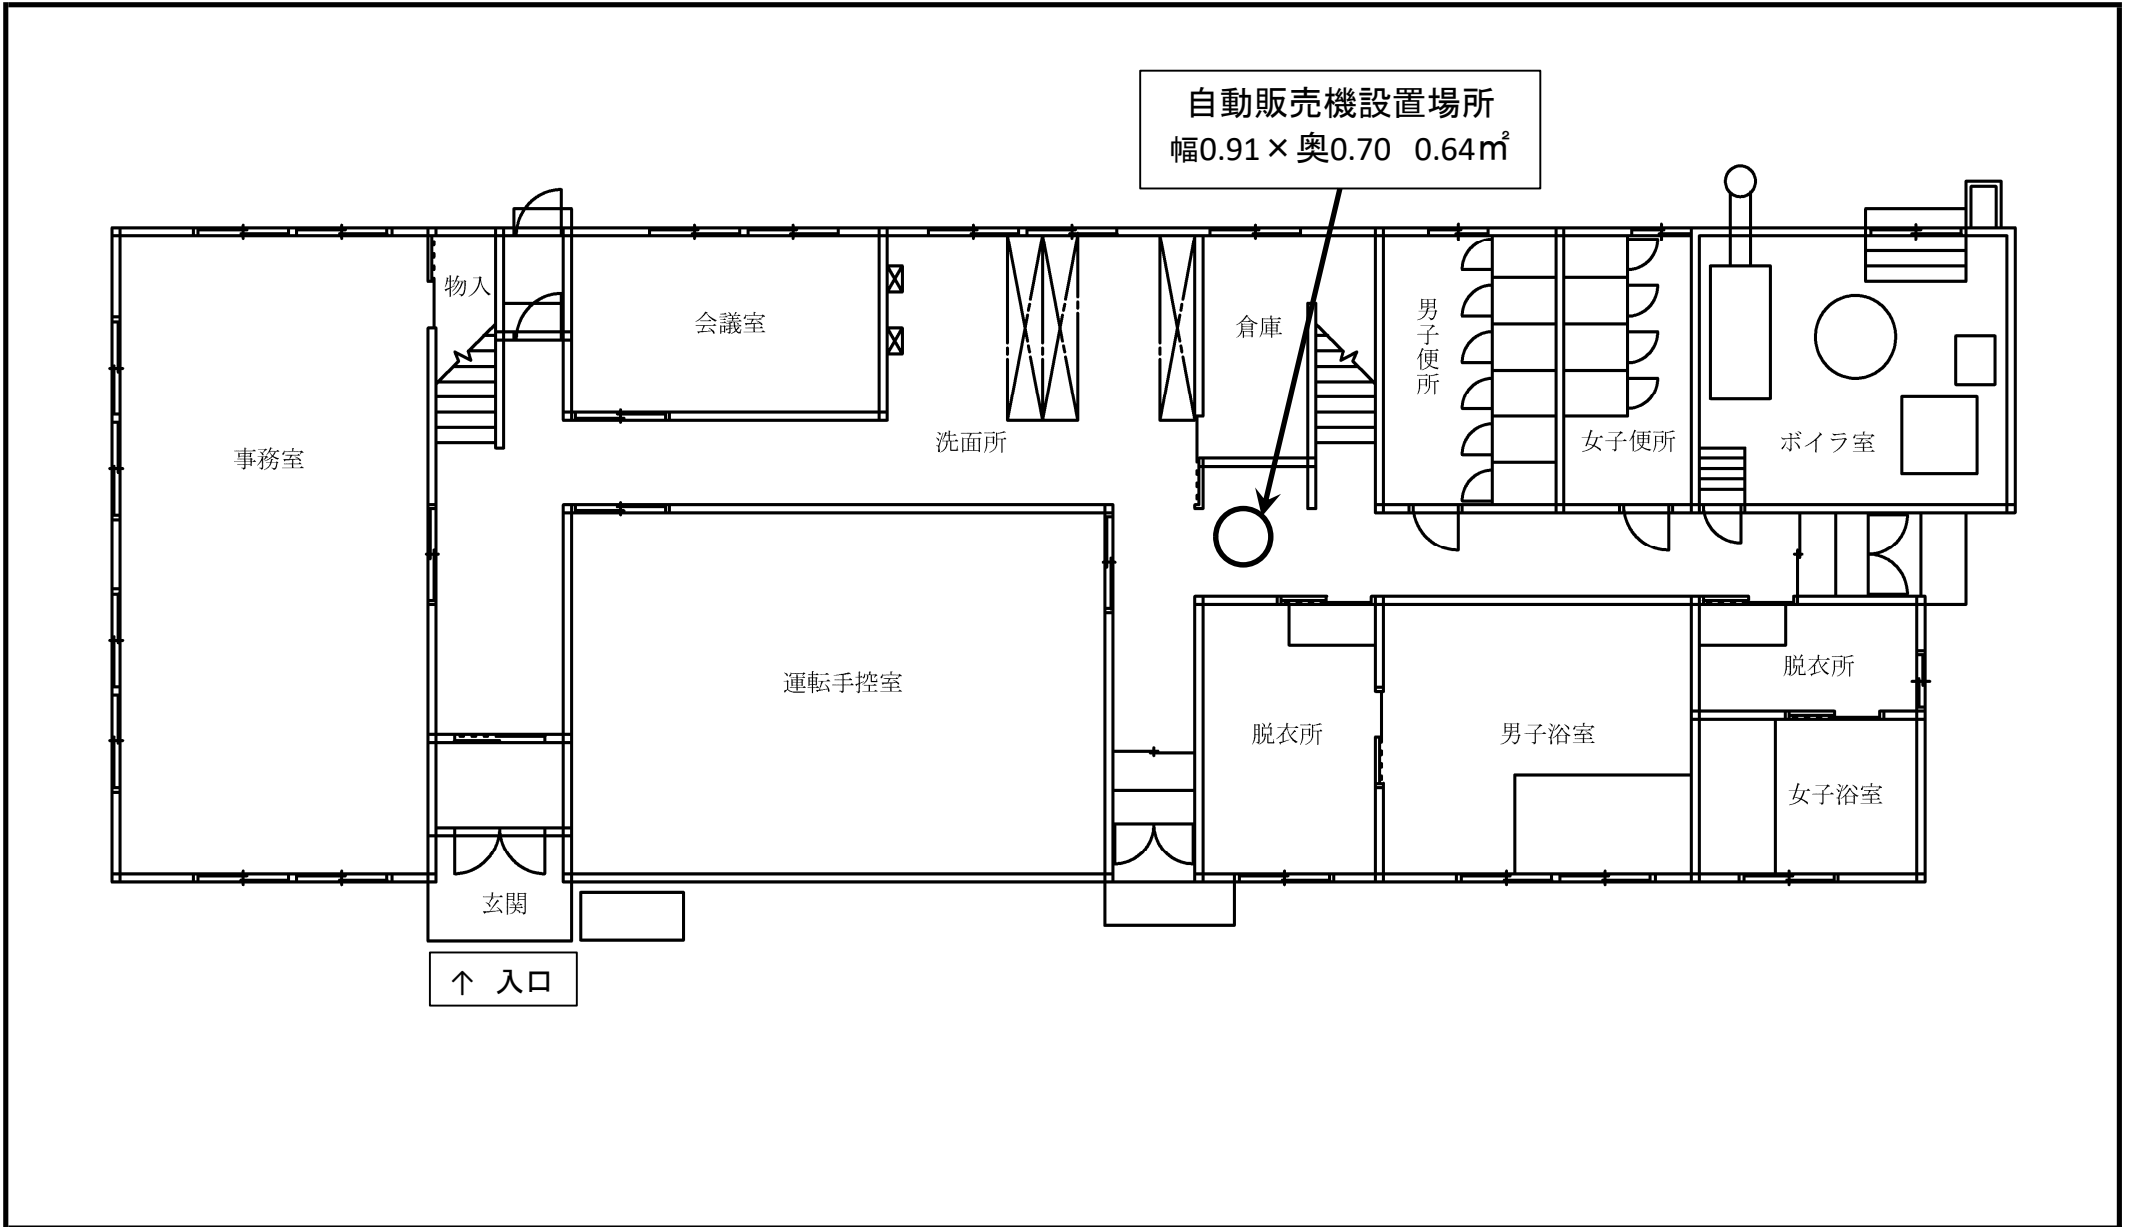 自動販売機設置場所
幅0.91×奥0.70 0.64㎡
物入
会議室
倉庫
男子便所
事務室
洗面所
女子便所
ボイラ室
運転手控室
脱衣所
脱衣所
男子浴室
女子浴室
玄関
↑ 入口